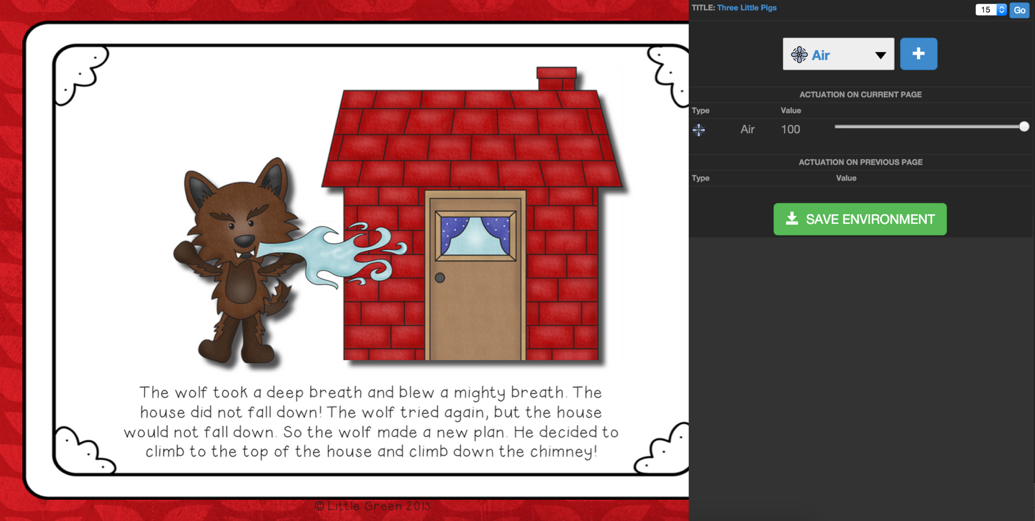 The wolf took a deep breath and blew a mighty breath. The
house did not fall down! The wolf tried again, but the house
would not fall down. So the wolf made a new plan. He decided to
climb to the top of the house and climb down the chimney!
© Little Green 2013
TITLE: Three Little Pigs
15 Go
Air +
ACTUATION ON CURRENT PAGE
Type Value
Air 100
ACTUATION ON PREVIOUS PAGE
Type Value
SAVE ENVIRONMENT